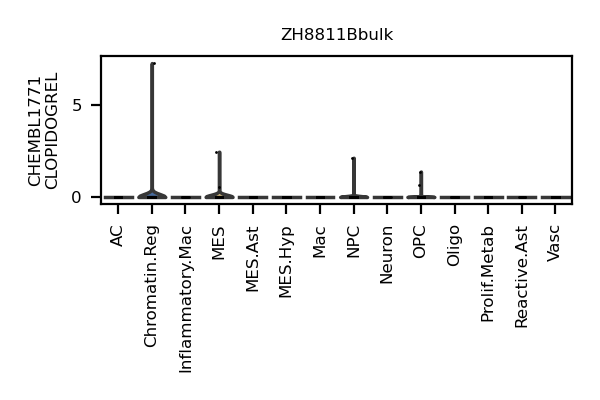 ZH8811Bbulk
CHEMBL1771
CLOPIDOGREL
5
0
AC
Chromatin.Reg
Inflammatory.Mac
MES
MES.Ast
MES.Hyp
Mac
NPC
Neuron
OPC
Oligo
Prolif.Metab
Reactive.Ast
Vasc